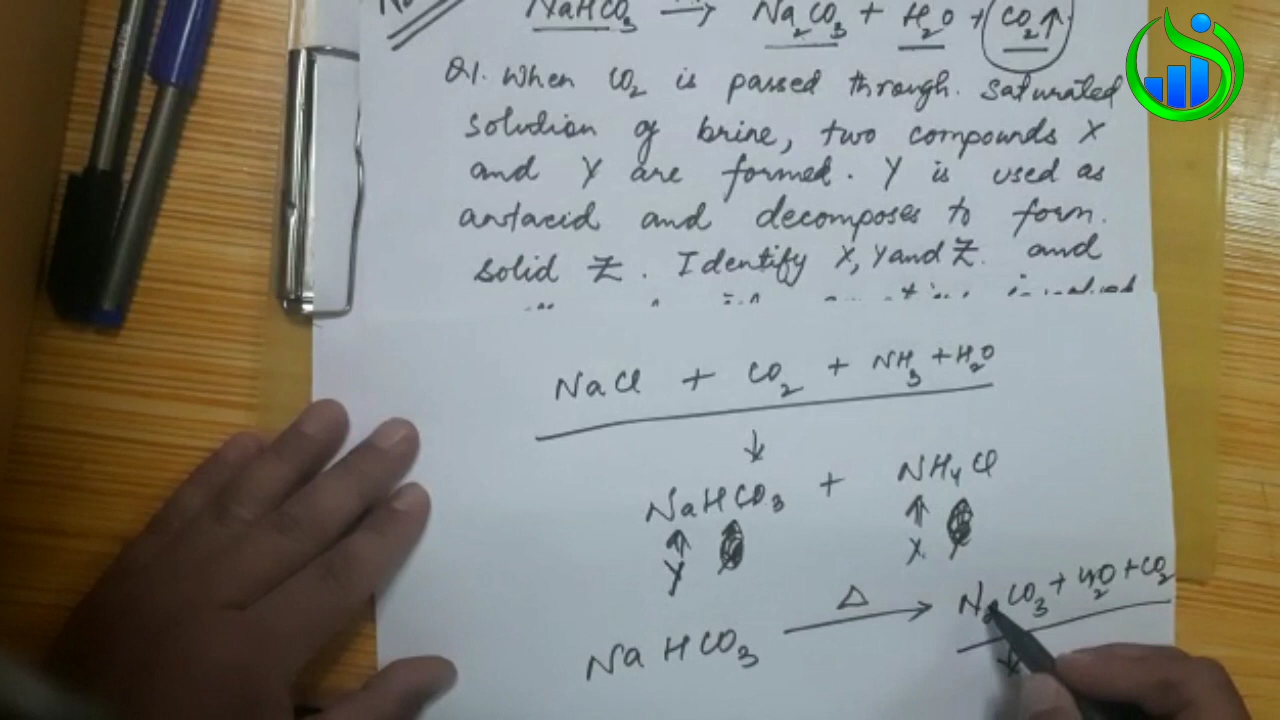 NaHCO3 → Na2CO3 + H2O + CO2↑
Q1. When CO2 is passed through. saturated
solution of brine, two compounds X
and Y are formed. Y is used as
antacid and decomposes to form.
solid Z. Identify X, Y and Z. and
NaCl + CO2 + NH3 + H2O
↓
NaHCO3 + NH4Cl
Y X
NaHCO3 Δ→ Na2CO3 + H2O + CO2